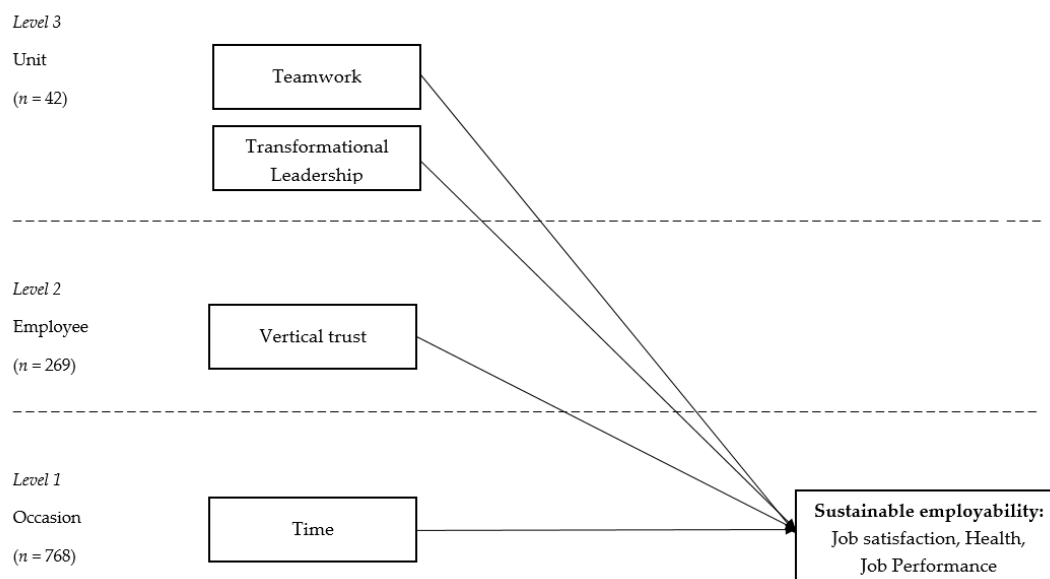 Level 3
Unit
(n = 42)
Teamwork
Transformational
Leadership
Level 2
Employee
(n = 269)
Vertical trust
Level 1
Occasion
(n = 768)
Time
Sustainable employability:
Job satisfaction, Health,
Job Performance